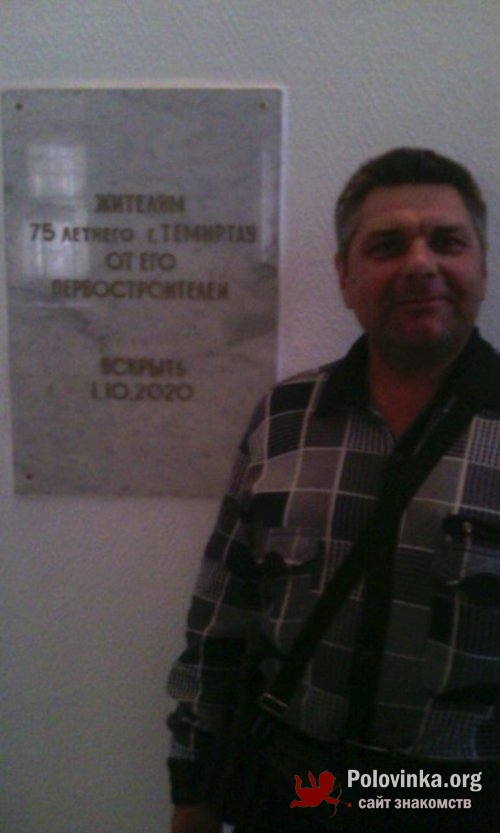 ЖИТЕЛЯМ
75 ЛЕТНЕГО Г. ТЕМИРТАУ
ОТ ЕГО
ПЕРВОСТРОИТЕЛЕЙ
ВСКРЫТЬ
1.10.2020
Polovinka.org
сайт знакомств